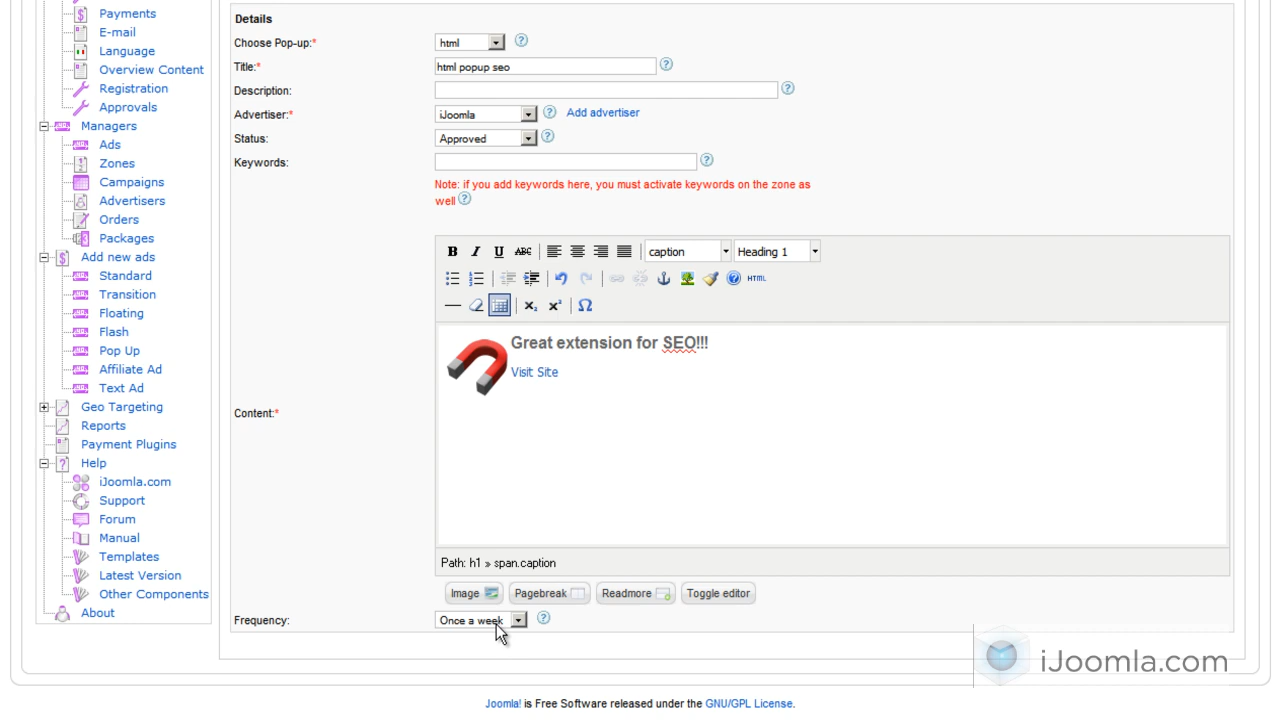 Payments
E-mail
Language
Overview Content
Registration
Approvals
Managers
Ads
Zones
Campaigns
Advertisers
Orders
Packages
Add new ads
Standard
Transition
Floating
Flash
Pop Up
Affiliate Ad
Text Ad
Geo Targeting
Reports
Payment Plugins
Help
iJoomla.com
Support
Forum
Manual
Templates
Latest Version
Other Components
About
Details
Choose Pop-up:* html
Title:* html popup seo
Description:
Advertiser:* iJoomla Add advertiser
Status: Approved
Keywords:
Note: if you add keywords here, you must activate keywords on the zone as
well
B I U ABC caption Heading 1
HTML
x₂ x² Ω
Great extension for SEO!!!
Visit Site
Content:*
Path: h1 » span.caption
Image Pagebreak Readmore Toggle editor
Frequency: Once a week
iJoomla.com
Joomla! is Free Software released under the GNU/GPL License.